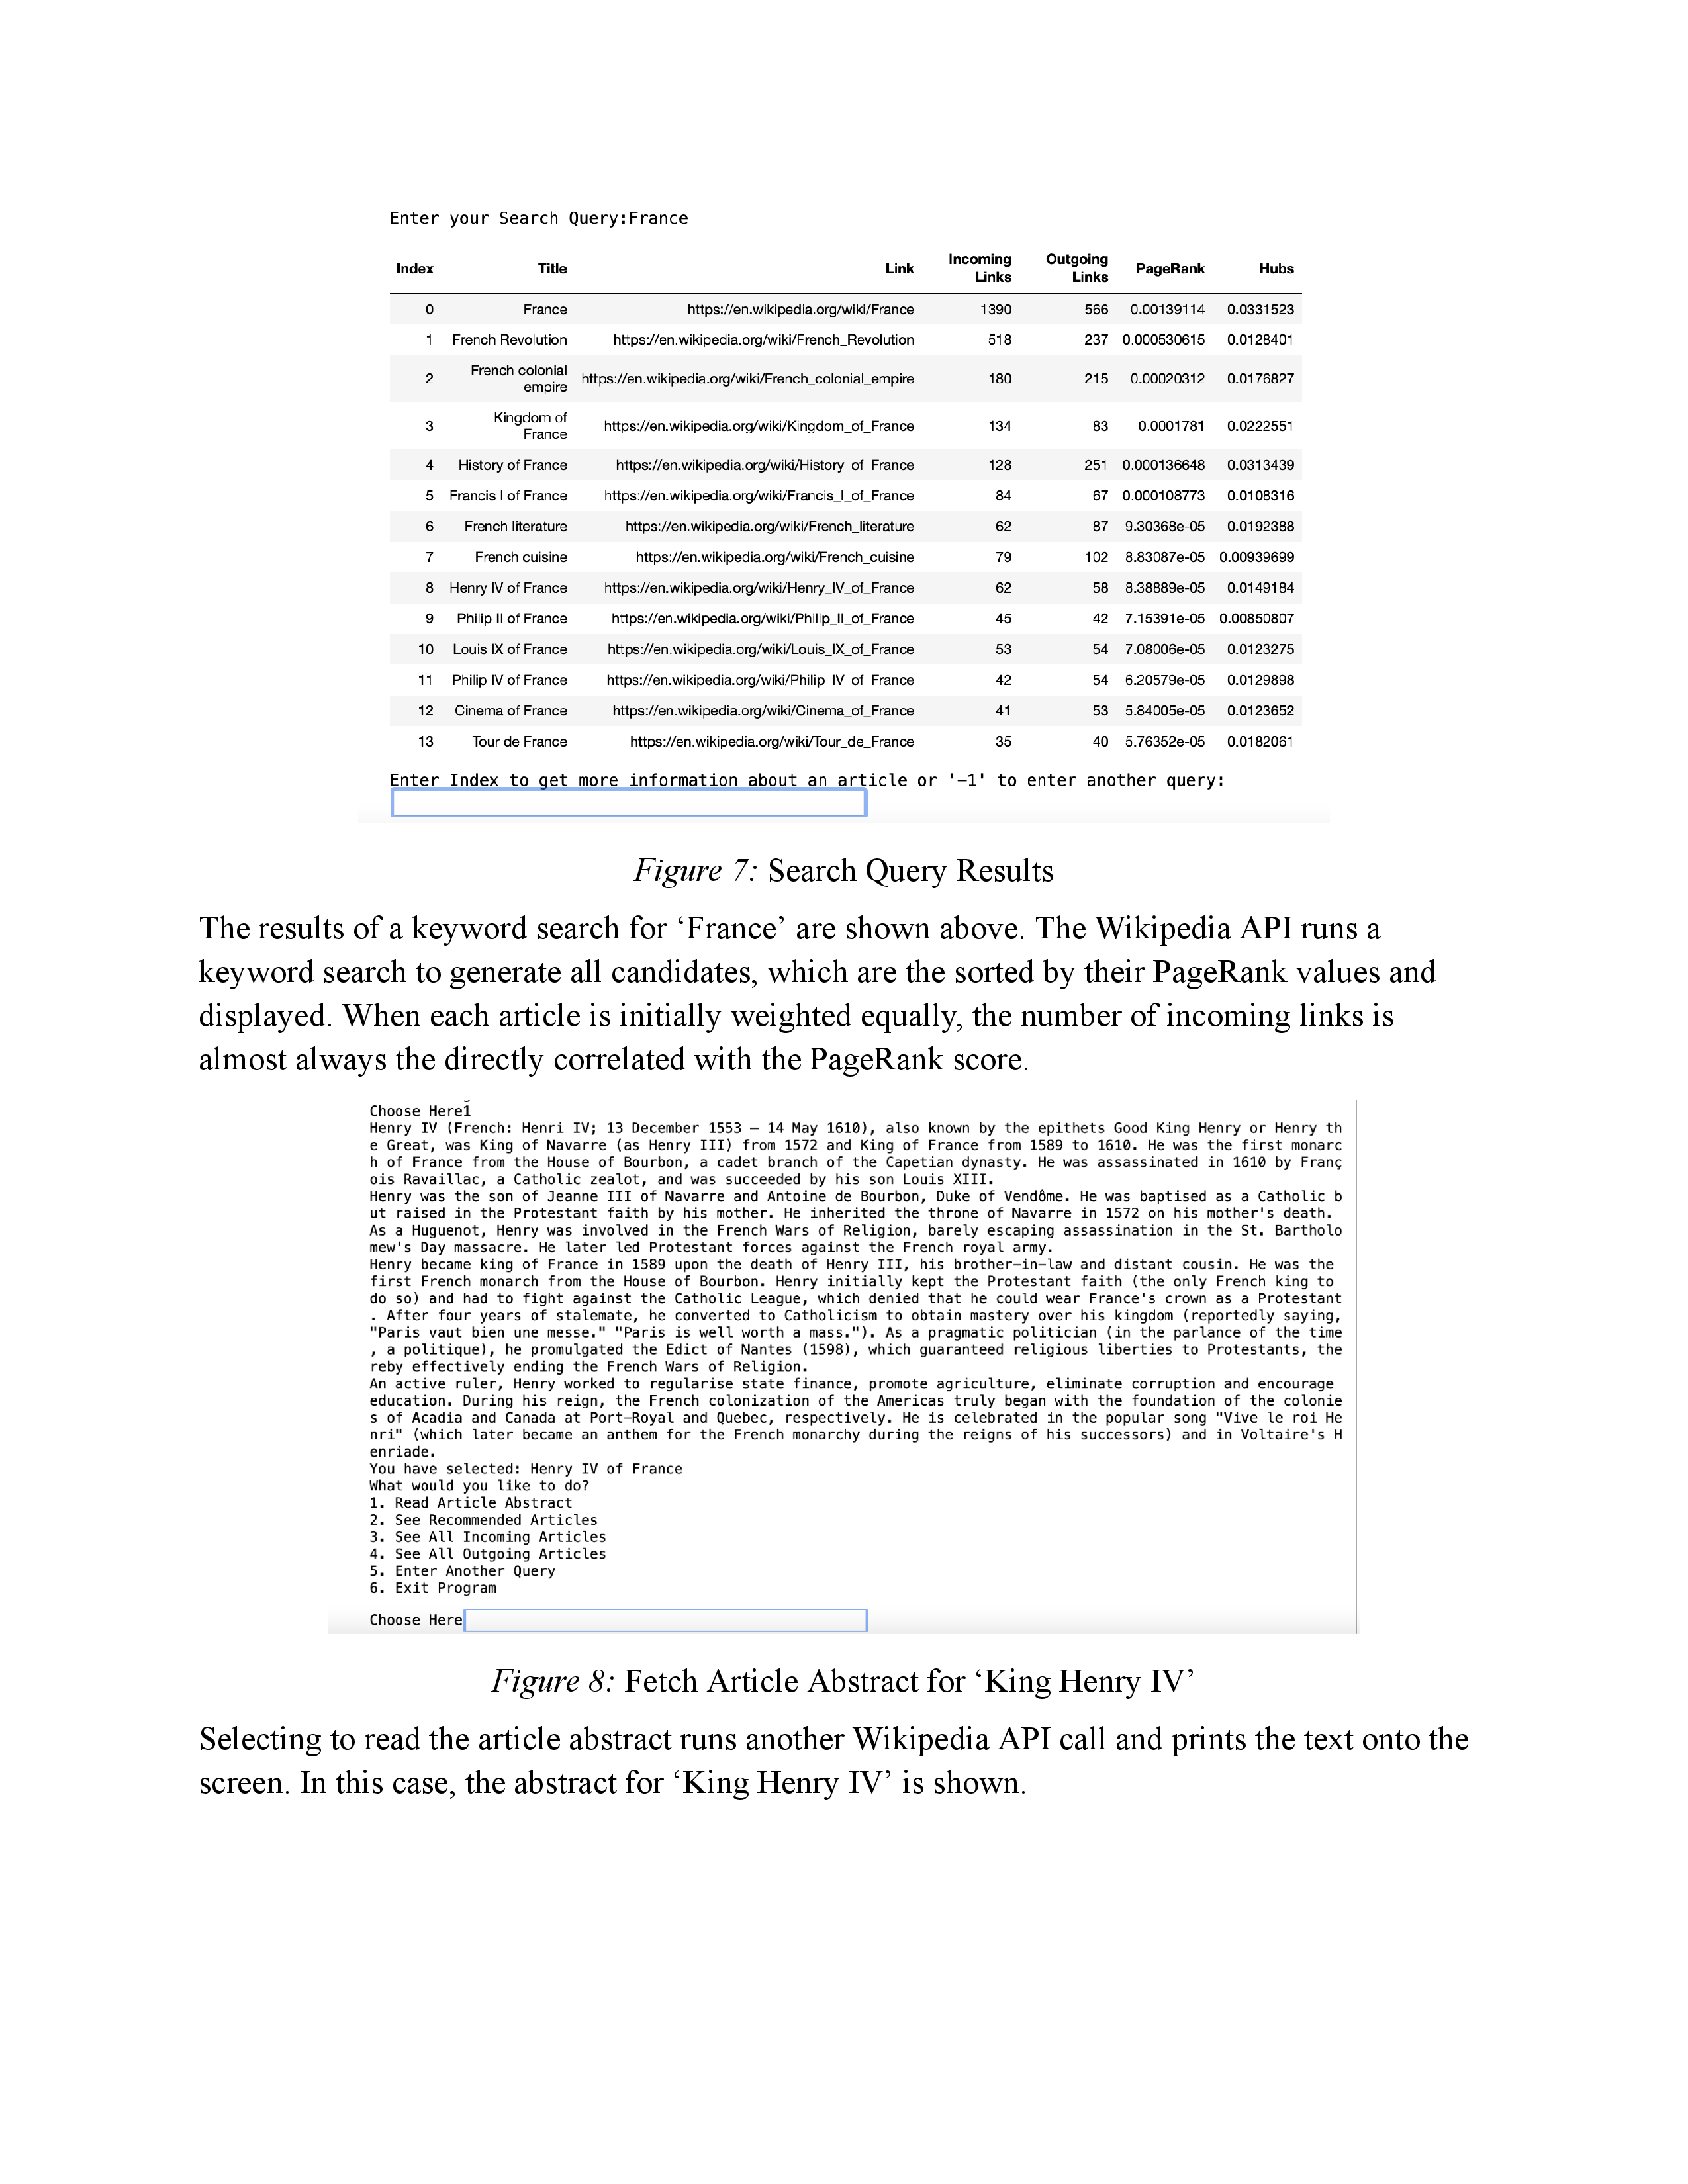 Enter your Search Query:France
Index Title Link Incoming Links Outgoing Links PageRank Hubs
0 France https://en.wikipedia.org/wiki/France 1390 566 0.00139114 0.0331523
1 French Revolution https://en.wikipedia.org/wiki/French_Revolution 518 237 0.000530615 0.0128401
2 French colonial empire https://en.wikipedia.org/wiki/French_colonial_empire 180 215 0.00020312 0.0176827
3 Kingdom of France https://en.wikipedia.org/wiki/Kingdom_of_France 134 83 0.0001781 0.0222551
4 History of France https://en.wikipedia.org/wiki/History_of_France 128 251 0.000136648 0.0313439
5 Francis I of France https://en.wikipedia.org/wiki/Francis_I_of_France 84 67 0.000108773 0.0108316
6 French literature https://en.wikipedia.org/wiki/French_literature 62 87 9.30368e-05 0.0192388
7 French cuisine https://en.wikipedia.org/wiki/French_cuisine 79 102 8.83087e-05 0.00939699
8 Henry IV of France https://en.wikipedia.org/wiki/Henry_IV_of_France 62 58 8.38889e-05 0.0149184
9 Philip II of France https://en.wikipedia.org/wiki/Philip_II_of_France 45 42 7.15391e-05 0.00850807
10 Louis IX of France https://en.wikipedia.org/wiki/Louis_IX_of_France 53 54 7.08006e-05 0.0123275
11 Philip IV of France https://en.wikipedia.org/wiki/Philip_IV_of_France 42 54 6.20579e-05 0.0129898
12 Cinema of France https://en.wikipedia.org/wiki/Cinema_of_France 41 53 5.84005e-05 0.0123652
13 Tour de France https://en.wikipedia.org/wiki/Tour_de_France 35 40 5.76352e-05 0.0182061
Enter Index to get more information about an article or '-1' to enter another query:
Figure 7: Search Query Results
The results of a keyword search for ‘France’ are shown above. The Wikipedia API runs a
keyword search to generate all candidates, which are the sorted by their PageRank values and
displayed. When each article is initially weighted equally, the number of incoming links is
almost always the directly correlated with the PageRank score.
Choose Here1
Henry IV (French: Henri IV; 13 December 1553 – 14 May 1610), also known by the epithets Good King Henry or Henry th
e Great, was King of Navarre (as Henry III) from 1572 and King of France from 1589 to 1610. He was the first monarc
h of France from the House of Bourbon, a cadet branch of the Capetian dynasty. He was assassinated in 1610 by Franç
ois Ravaillac, a Catholic zealot, and was succeeded by his son Louis XIII.
Henry was the son of Jeanne III of Navarre and Antoine de Bourbon, Duke of Vendôme. He was baptised as a Catholic b
ut raised in the Protestant faith by his mother. He inherited the throne of Navarre in 1572 on his mother's death.
As a Huguenot, Henry was involved in the French Wars of Religion, barely escaping assassination in the St. Bartholo
mew's Day massacre. He later led Protestant forces against the French royal army.
Henry became king of France in 1589 upon the death of Henry III, his brother-in-law and distant cousin. He was the
first French monarch from the House of Bourbon. Henry initially kept the Protestant faith (the only French king to
do so) and had to fight against the Catholic League, which denied that he could wear France's crown as a Protestant
. After four years of stalemate, he converted to Catholicism to obtain mastery over his kingdom (reportedly saying,
"Paris vaut bien une messe." "Paris is well worth a mass."). As a pragmatic politician (in the parlance of the time
, a politique), he promulgated the Edict of Nantes (1598), which guaranteed religious liberties to Protestants, the
reby effectively ending the French Wars of Religion.
An active ruler, Henry worked to regularise state finance, promote agriculture, eliminate corruption and encourage
education. During his reign, the French colonization of the Americas truly began with the foundation of the colonie
s of Acadia and Canada at Port-Royal and Quebec, respectively. He is celebrated in the popular song "Vive le roi He
nri" (which later became an anthem for the French monarchy during the reigns of his successors) and in Voltaire's H
enriade.
You have selected: Henry IV of France
What would you like to do?
1. Read Article Abstract
2. See Recommended Articles
3. See All Incoming Articles
4. See All Outgoing Articles
5. Enter Another Query
6. Exit Program
Choose Here
Figure 8: Fetch Article Abstract for ‘King Henry IV’
Selecting to read the article abstract runs another Wikipedia API call and prints the text onto the
screen. In this case, the abstract for ‘King Henry IV’ is shown.